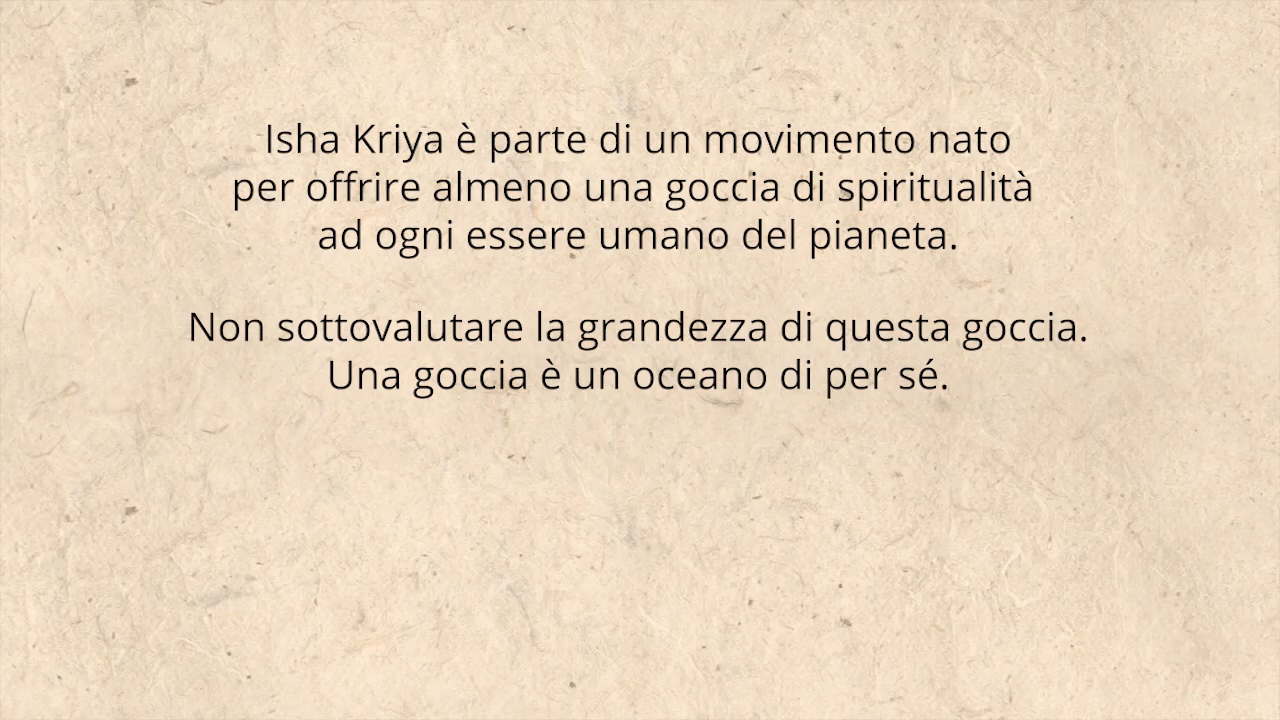 Isha Kriya è parte di un movimento nato
per offrire almeno una goccia di spiritualità
ad ogni essere umano del pianeta.
Non sottovalutare la grandezza di questa goccia.
Una goccia è un oceano di per sé.